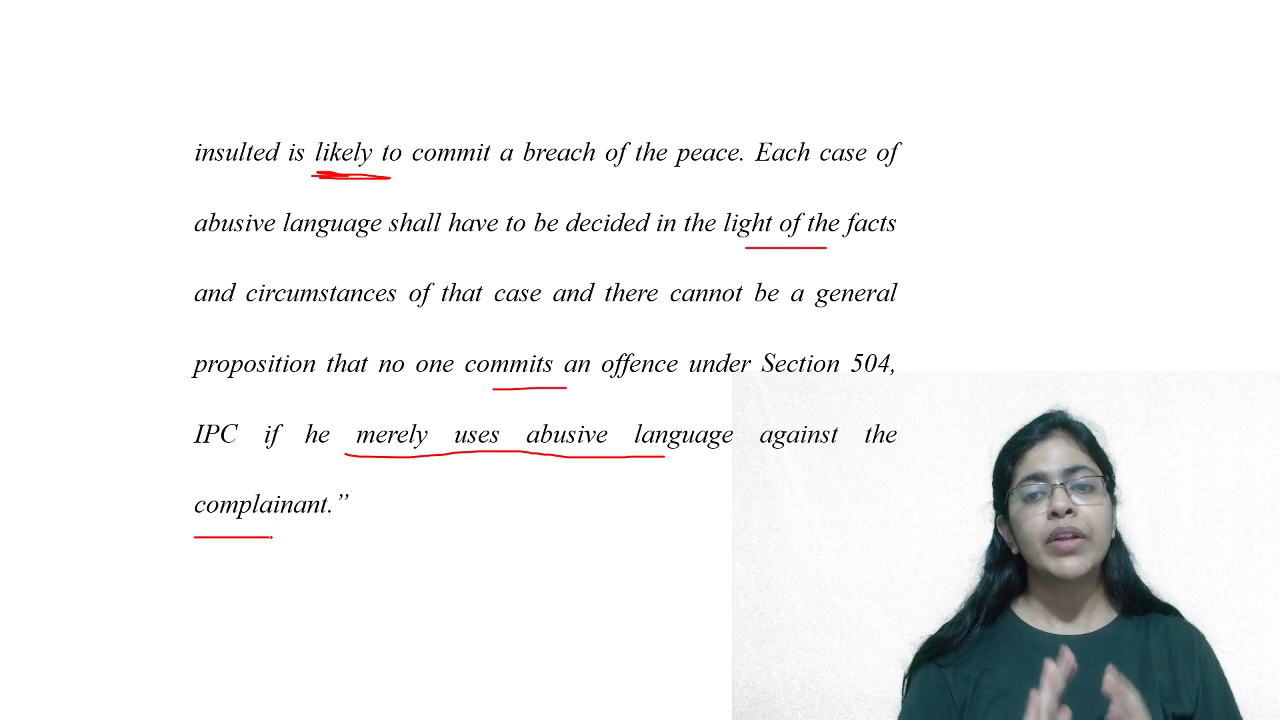 insulted is likely to commit a breach of the peace. Each case of
abusive language shall have to be decided in the light of the facts
and circumstances of that case and there cannot be a general
proposition that no one commits an offence under Section 504,
IPC if he merely uses abusive language against the
complainant.”